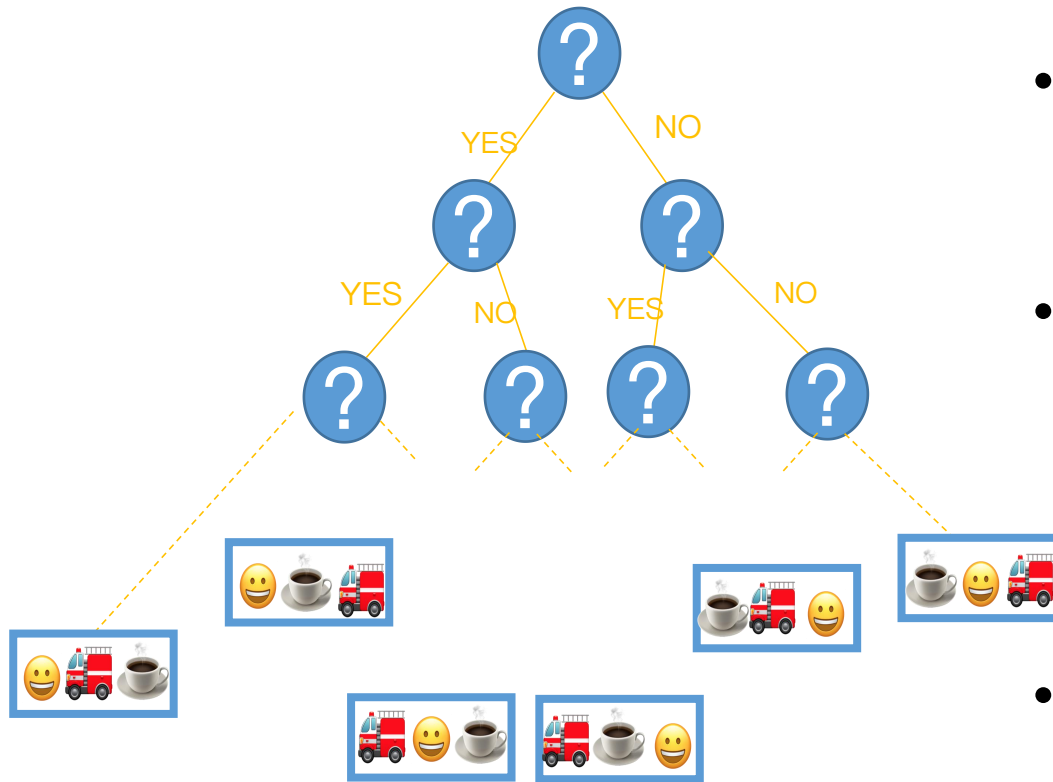 ?
YES NO
? ?
YES NO YES NO
? ? ? ?